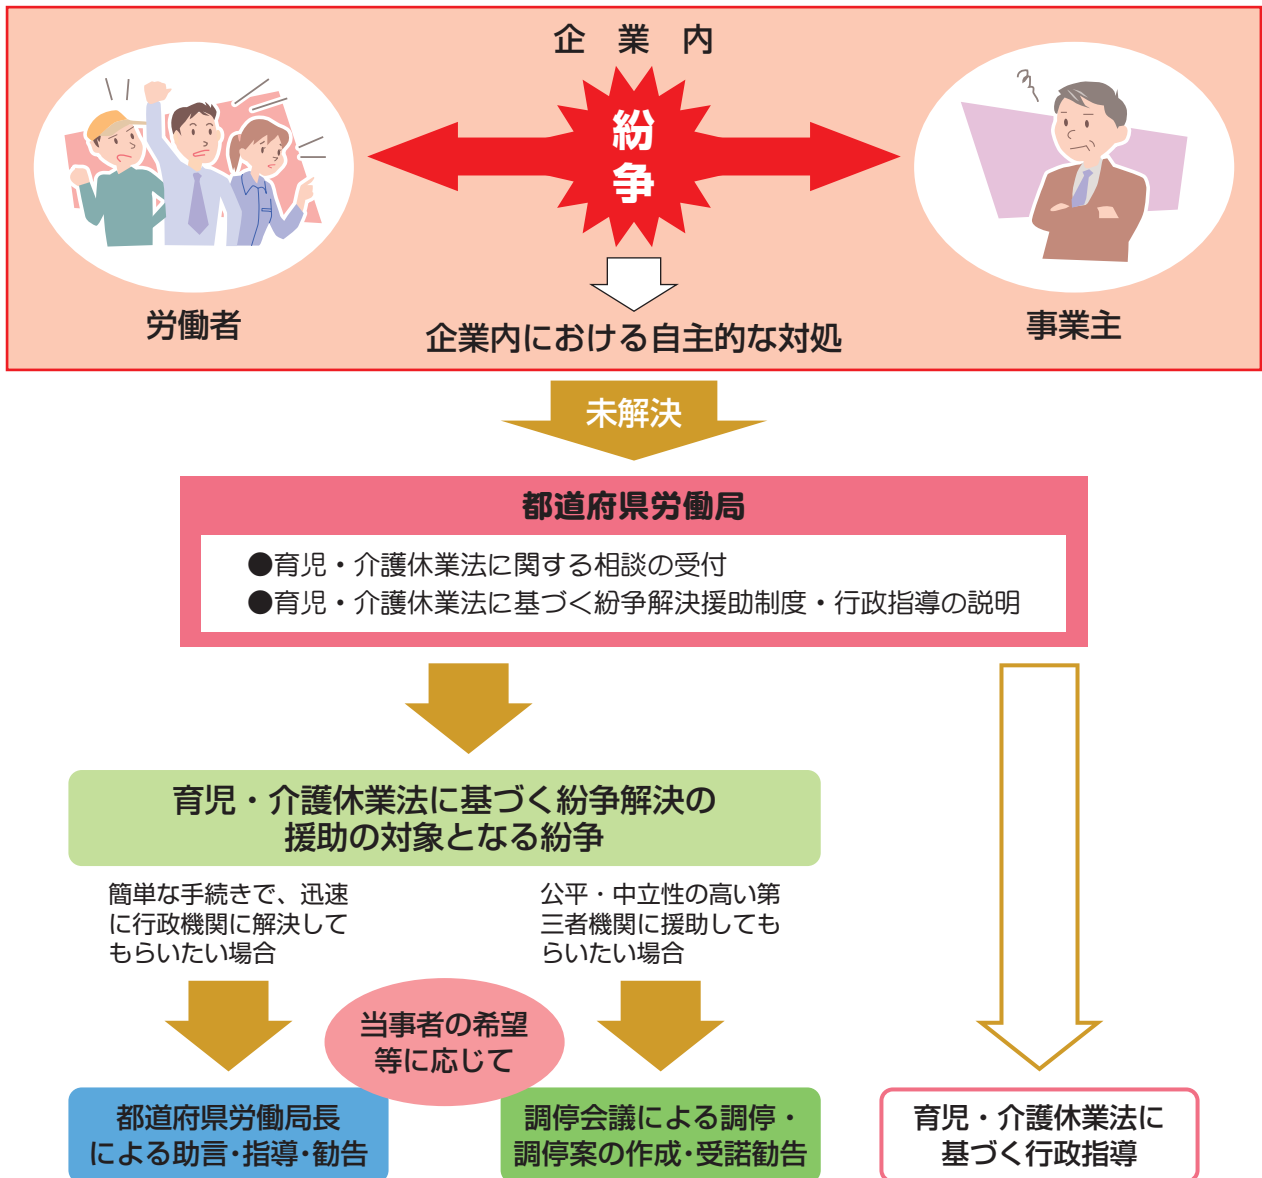 企業内
紛
争
労働者
企業内における自主的な対処
事業主
未解決
都道府県労働局
●育児・介護休業法に関する相談の受付
●育児・介護休業法に基づく紛争解決援助制度・行政指導の説明
育児・介護休業法に基づく紛争解決の
援助の対象となる紛争
簡単な手続きで、迅速
に行政機関に解決して
もらいたい場合
公平・中立性の高い第
三者機関に援助しても
らいたい場合
当事者の希望
等に応じて
都道府県労働局長
による助言・指導・勧告
調停会議による調停・
調停案の作成・受諾勧告
育児・介護休業法に
基づく行政指導